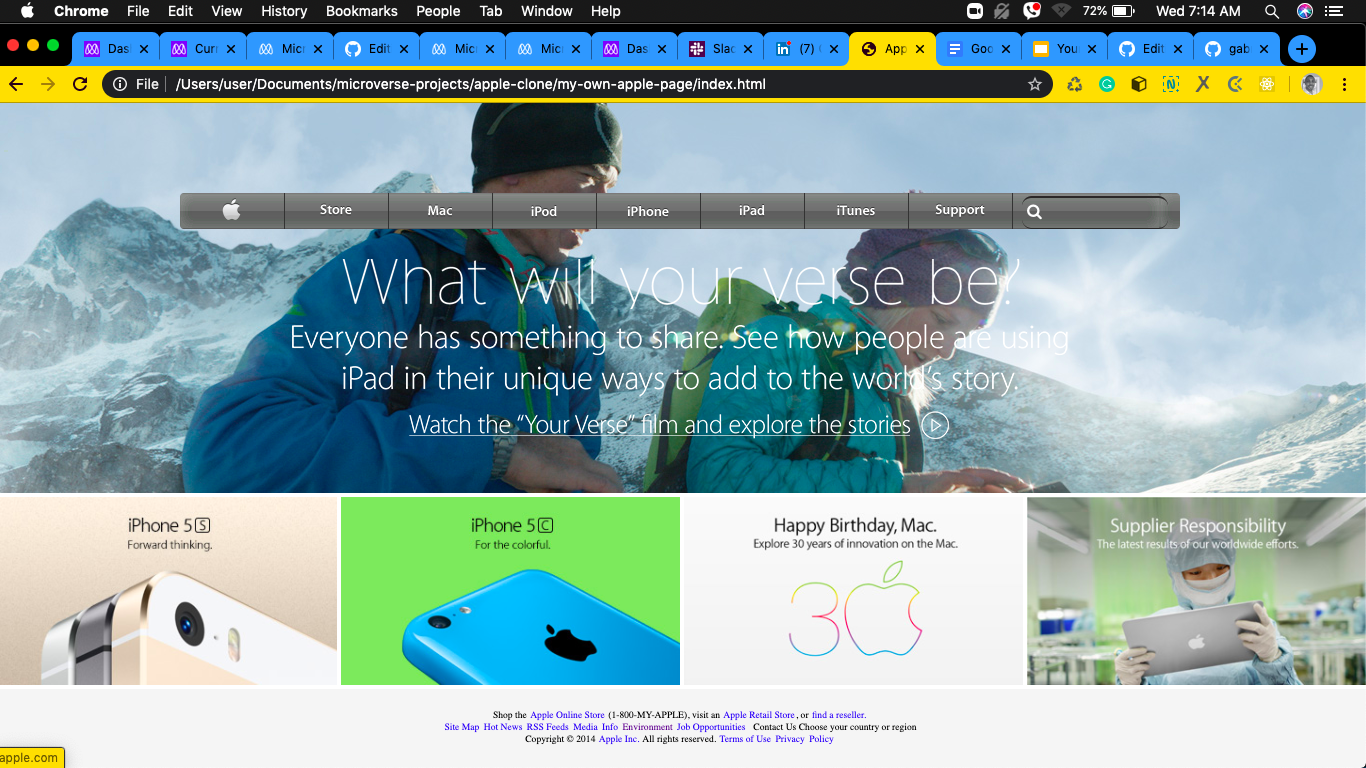 Chrome File Edit View History Bookmarks People Tab Window Help 72% Wed 7:14 AM
Das Curr Micr Edit Micr Micr Das Slac (7) App Goo You Edit gab
File /Users/user/Documents/microverse-projects/apple-clone/my-own-apple-page/index.html
Store Mac iPod iPhone iPad iTunes Support
What will your verse be?
Everyone has something to share. See how people are using
iPad in their unique ways to add to the world's story.
Watch the “Your Verse” film and explore the stories
iPhone 5S
Forward thinking.
iPhone 5C
For the colorful.
Happy Birthday, Mac.
Explore 30 years of innovation on the Mac.
30
Supplier Responsibility
The latest results of our worldwide efforts.
Shop the Apple Online Store (1-800-MY-APPLE), visit an Apple Retail Store, or find a reseller.
Site Map Hot News RSS Feeds Media Info Environment Job Opportunities Contact Us Choose your country or region
Copyright © 2014 Apple Inc. All rights reserved. Terms of Use Privacy Policy
apple.com